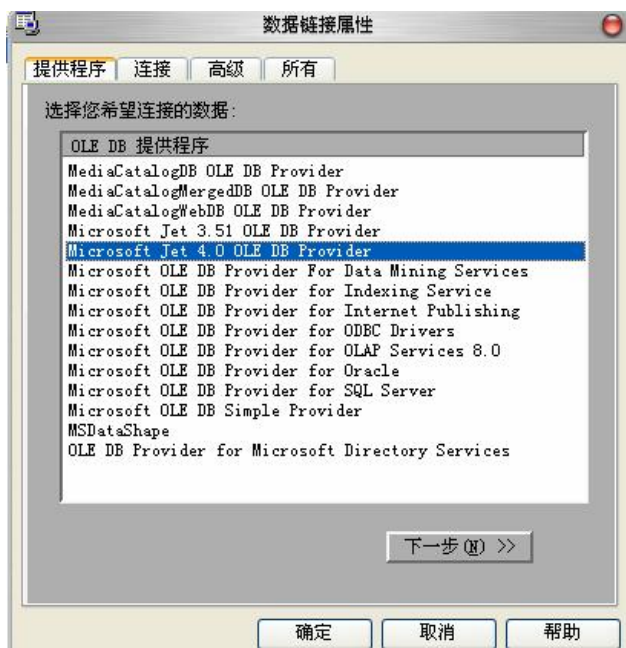 数据链接属性
提供程序 连接 高级 所有
选择您希望连接的数据:
OLE DB 提供程序
MediaCatalogDB OLE DB Provider
MediaCatalogMergedDB OLE DB Provider
MediaCatalogWebDB OLE DB Provider
Microsoft Jet 3.51 OLE DB Provider
Microsoft Jet 4.0 OLE DB Provider
Microsoft OLE DB Provider For Data Mining Services
Microsoft OLE DB Provider for Indexing Service
Microsoft OLE DB Provider for Internet Publishing
Microsoft OLE DB Provider for ODBC Drivers
Microsoft OLE DB Provider for OLAP Services 8.0
Microsoft OLE DB Provider for Oracle
Microsoft OLE DB Provider for SQL Server
Microsoft OLE DB Simple Provider
MSDataShape
OLE DB Provider for Microsoft Directory Services
下一步(N) >>
确定 取消 帮助